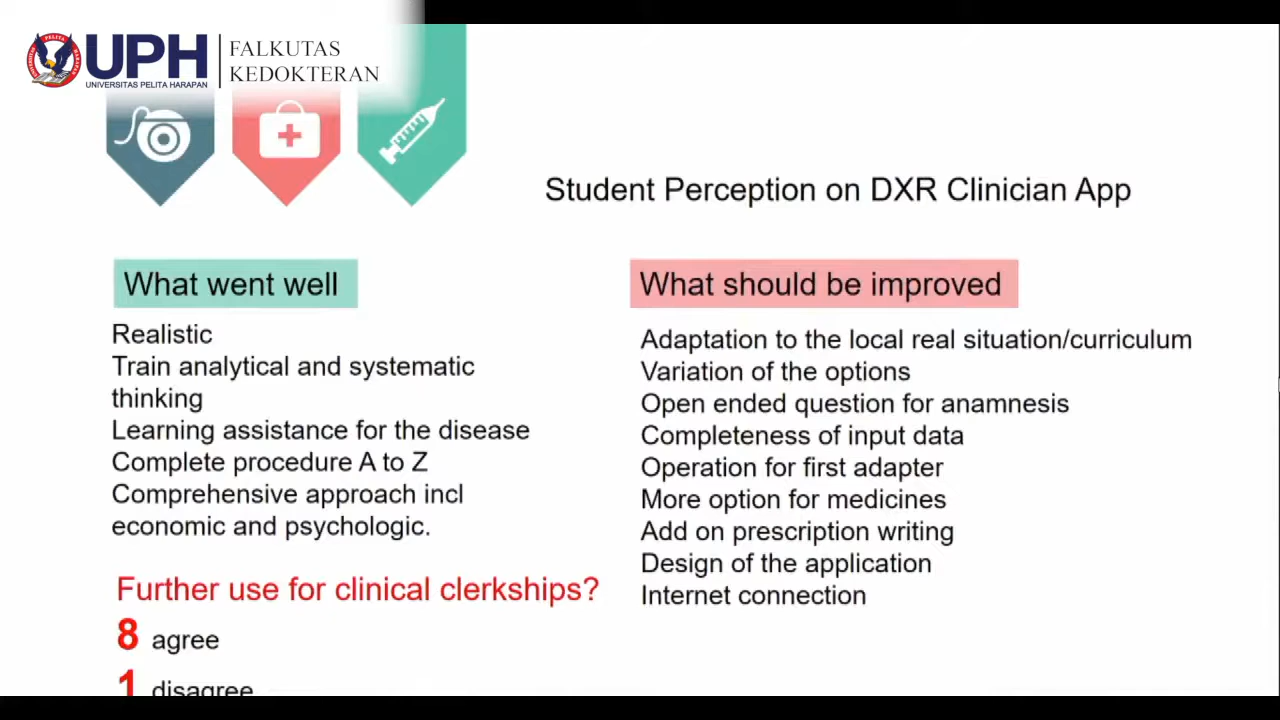 UPH
UNIVERSITAS PELITA HARAPAN
FALKUTAS
KEDOKTERAN
Student Perception on DXR Clinician App
What went well
Realistic
Train analytical and systematic
thinking
Learning assistance for the disease
Complete procedure A to Z
Comprehensive approach incl
economic and psychologic.
Further use for clinical clerkships?
8 agree
1 disagree
What should be improved
Adaptation to the local real situation/curriculum
Variation of the options
Open ended question for anamnesis
Completeness of input data
Operation for first adapter
More option for medicines
Add on prescription writing
Design of the application
Internet connection